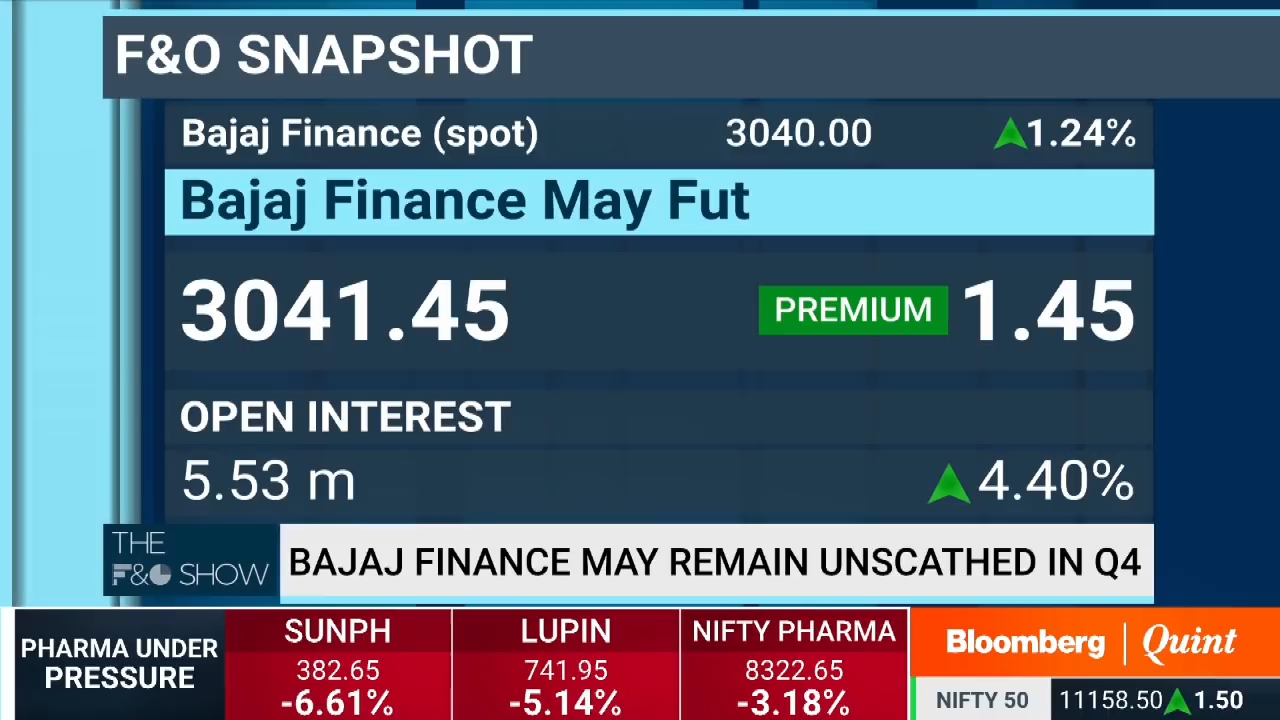 F&O SNAPSHOT
Bajaj Finance (spot) 3040.00 ▲1.24%
Bajaj Finance May Fut
3041.45 PREMIUM 1.45
OPEN INTEREST
5.53 m ▲4.40%
THE
F&O SHOW
BAJAJ FINANCE MAY REMAIN UNSCATHED IN Q4
PHARMA UNDER
PRESSURE
SUNPH
382.65
-6.61%
LUPIN
741.95
-5.14%
NIFTY PHARMA
8322.65
-3.18%
Bloomberg | Quint
NIFTY 50 11158.50 ▲1.50